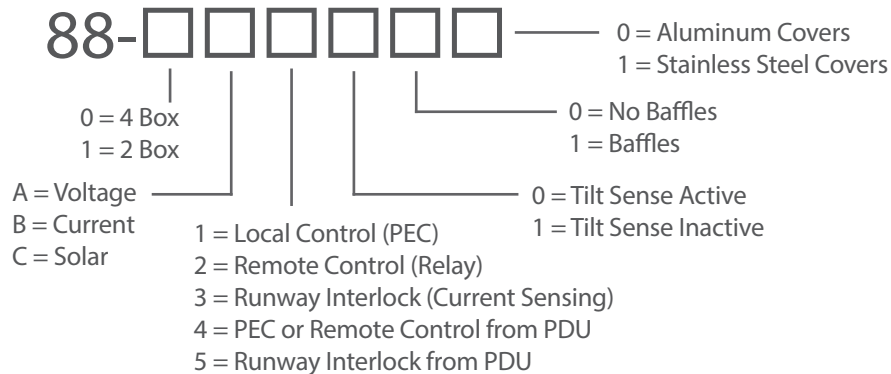 88-
0 = Aluminum Covers
1 = Stainless Steel Covers
0 = 4 Box
1 = 2 Box
0 = No Baffles
1 = Baffles
A = Voltage
B = Current
C = Solar
0 = Tilt Sense Active
1 = Tilt Sense Inactive
1 = Local Control (PEC)
2 = Remote Control (Relay)
3 = Runway Interlock (Current Sensing)
4 = PEC or Remote Control from PDU
5 = Runway Interlock from PDU